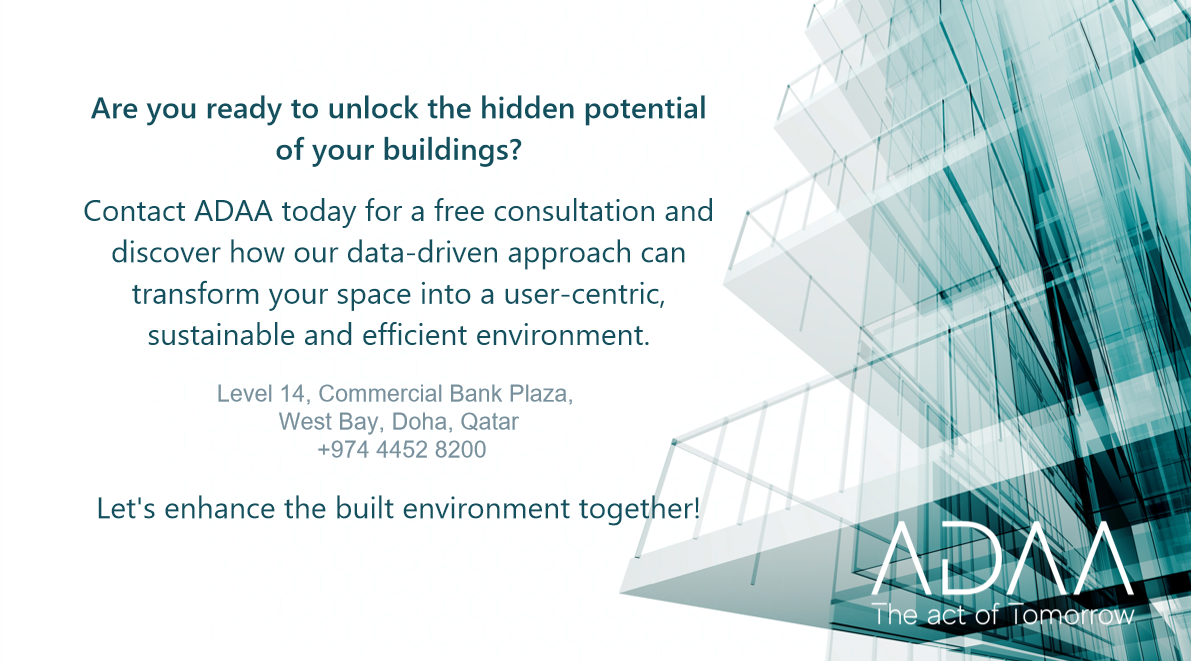 Are you ready to unlock the hidden potential
of your buildings?
Contact ADAA today for a free consultation and
discover how our data-driven approach can
transform your space into a user-centric,
sustainable and efficient environment.
Level 14, Commercial Bank Plaza,
West Bay, Doha, Qatar
+974 4452 8200
Let's enhance the built environment together!
ADAA
The act of Tomorrow